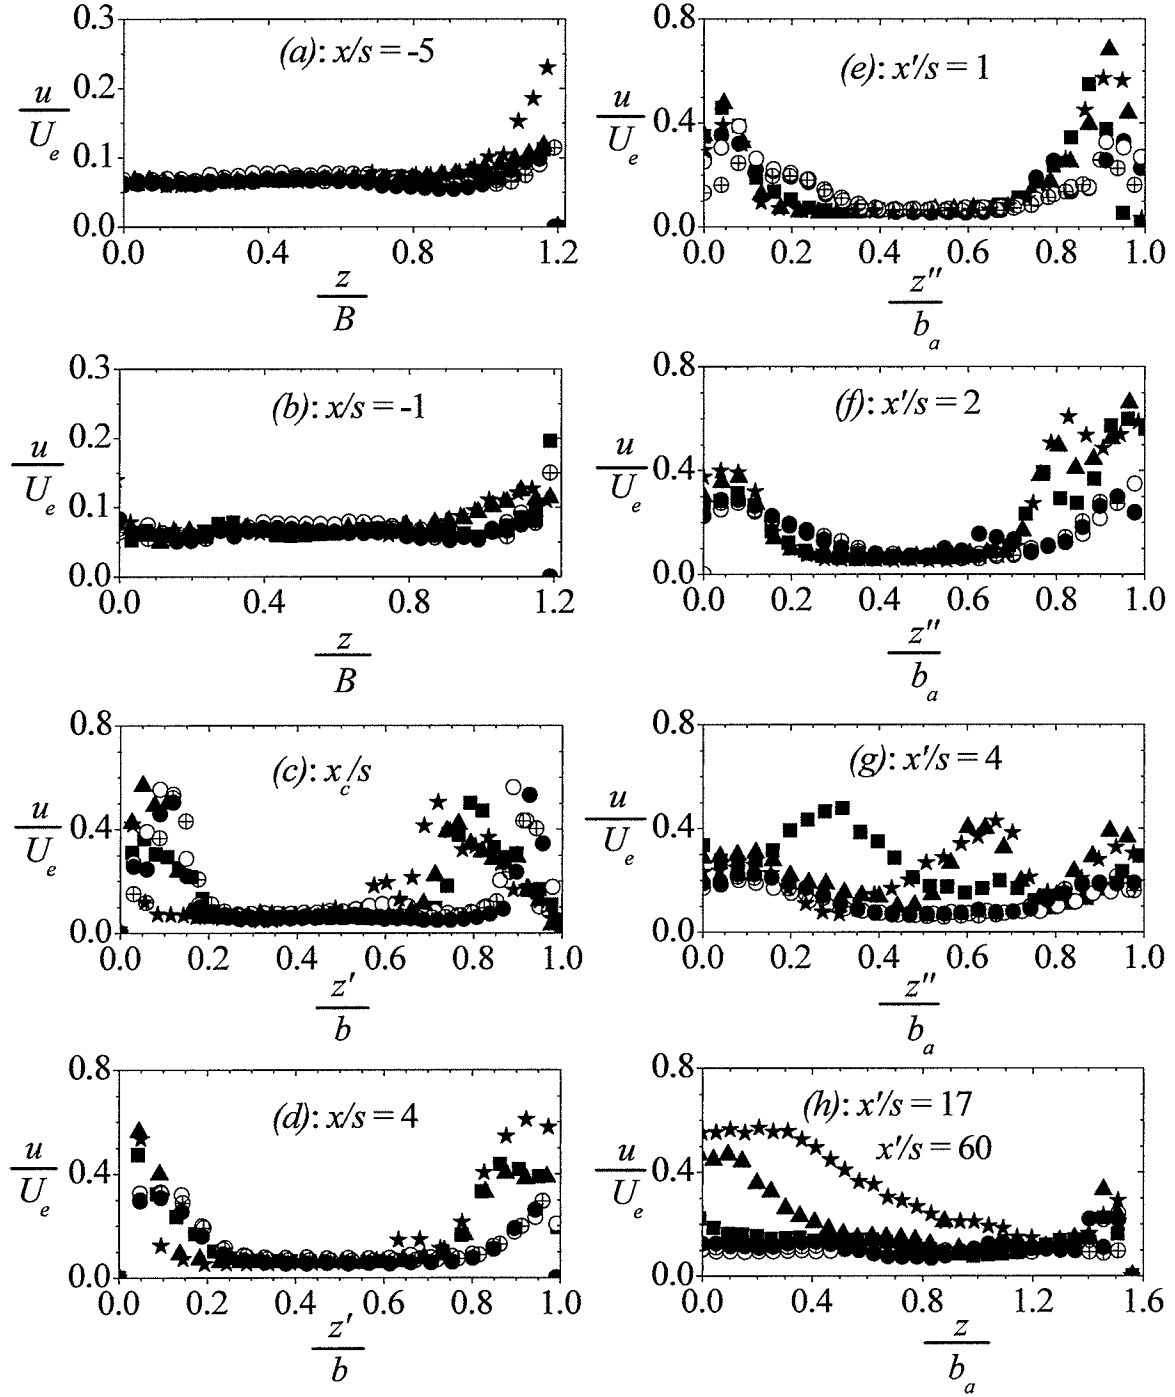 0.3
(a): x/s = -5
u
0.2
U_e
0.1
0.0
0.0 0.4 0.8 1.2
z
B
0.3
(b): x/s = -1
u
0.2
U_e
0.1
0.0
0.0 0.4 0.8 1.2
z
B
0.8
(c): x_c/s
u
0.4
U_e
0.0
0.0 0.2 0.4 0.6 0.8 1.0
z'
b
0.8
(d): x/s = 4
u
0.4
U_e
0.0
0.0 0.2 0.4 0.6 0.8 1.0
z'
b
0.8
(e): x'/s = 1
u
0.4
U_e
0.0
0.0 0.2 0.4 0.6 0.8 1.0
z''
b_a
0.8
(f): x'/s = 2
u
0.4
U_e
0.0
0.0 0.2 0.4 0.6 0.8 1.0
z''
b_a
0.8
(g): x'/s = 4
u
0.4
U_e
0.0
0.0 0.2 0.4 0.6 0.8 1.0
z''
b_a
0.8
(h): x'/s = 17
x'/s = 60
u
0.4
U_e
0.0
0.0 0.4 0.8 1.2 1.6
z
b_a